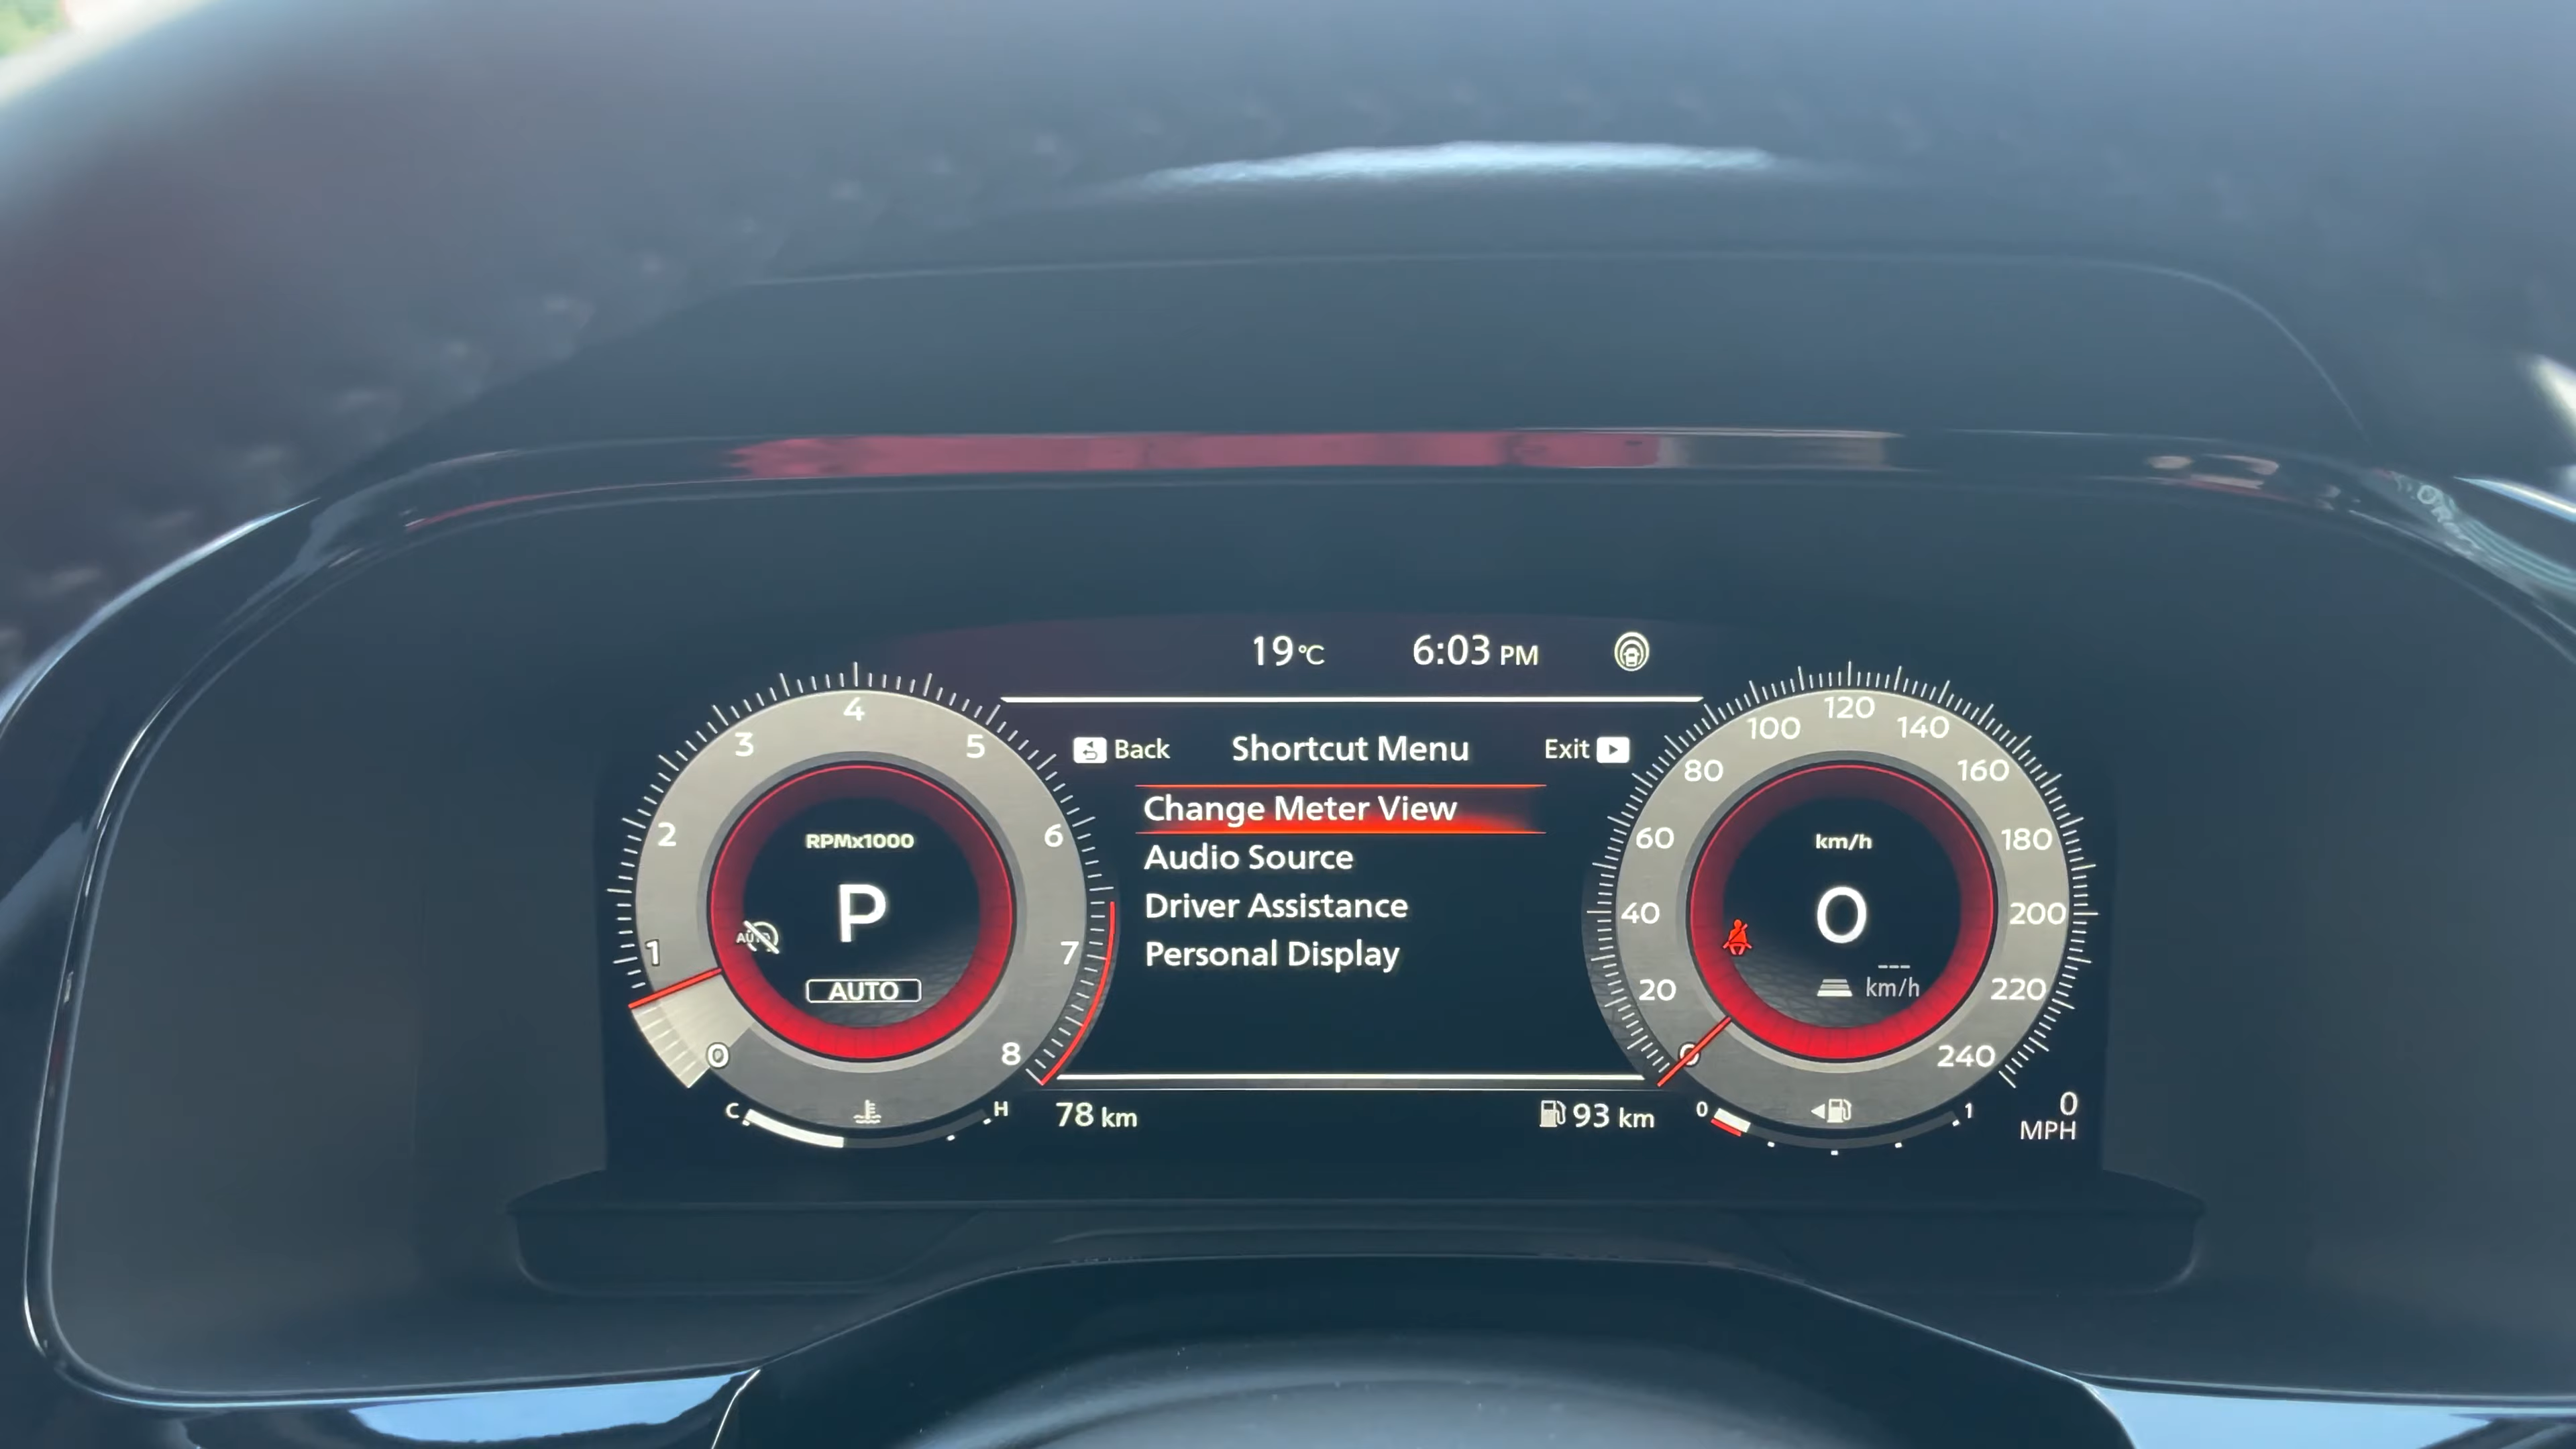 19°C 6:03 PM
Back Shortcut Menu Exit
Change Meter View
Audio Source
Driver Assistance
Personal Display
RPMx1000
P
AUTO
AUTO
0
1
2
3
4
5
6
7
8
C H
78 km
93 km
km/h
0
--- km/h
0
20
40
60
80
100
120
140
160
180
200
220
240
0 1
0
MPH